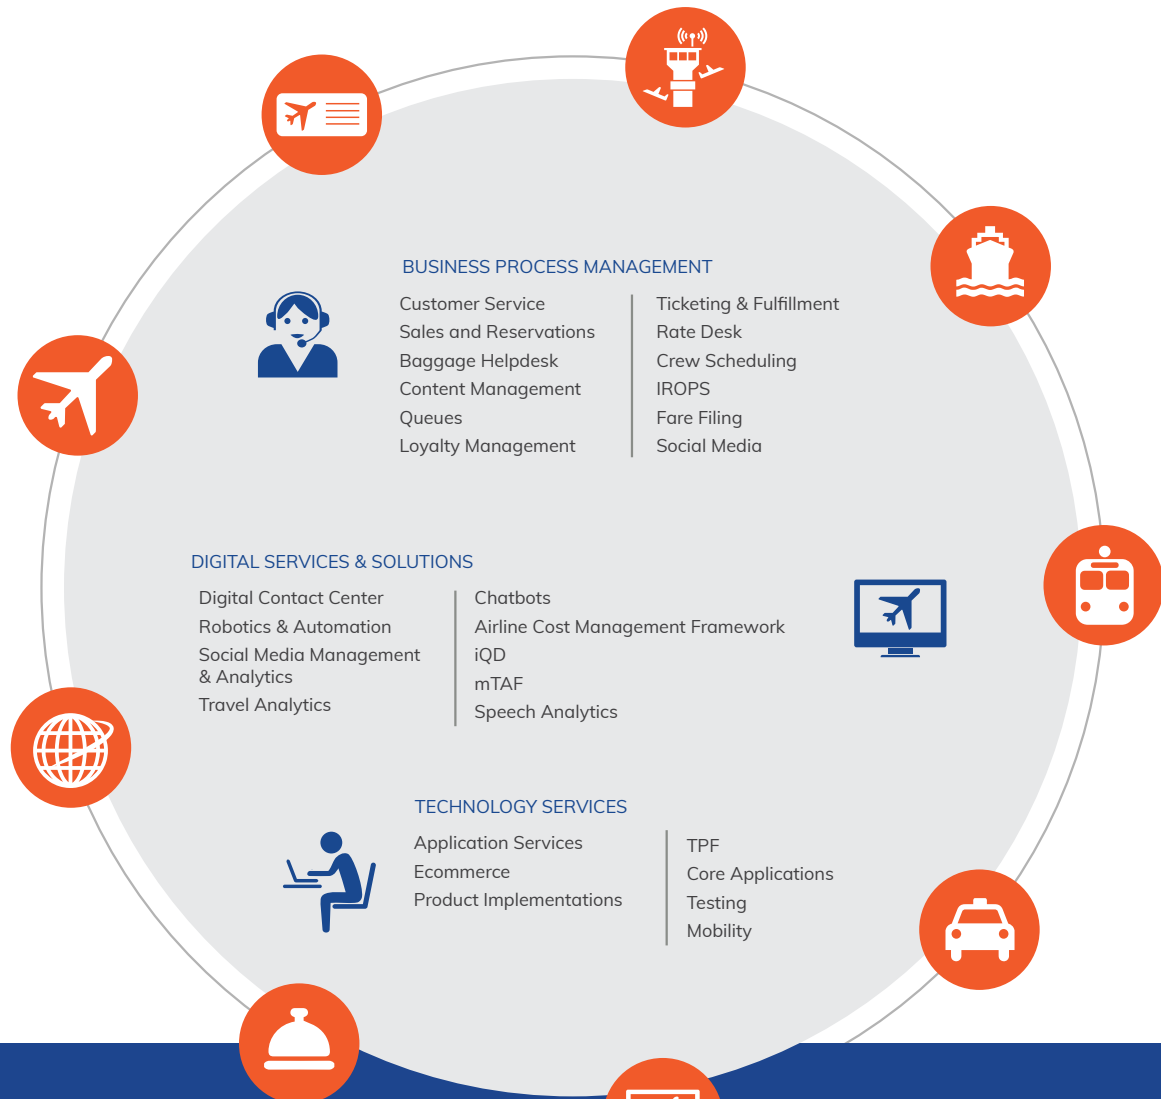 BUSINESS PROCESS MANAGEMENT
Customer Service
Sales and Reservations
Baggage Helpdesk
Content Management
Queues
Loyalty Management
Ticketing & Fulfillment
Rate Desk
Crew Scheduling
IROPS
Fare Filing
Social Media
DIGITAL SERVICES & SOLUTIONS
Digital Contact Center
Robotics & Automation
Social Media Management
& Analytics
Travel Analytics
Chatbots
Airline Cost Management Framework
iQD
mTAF
Speech Analytics
TECHNOLOGY SERVICES
Application Services
Ecommerce
Product Implementations
TPF
Core Applications
Testing
Mobility